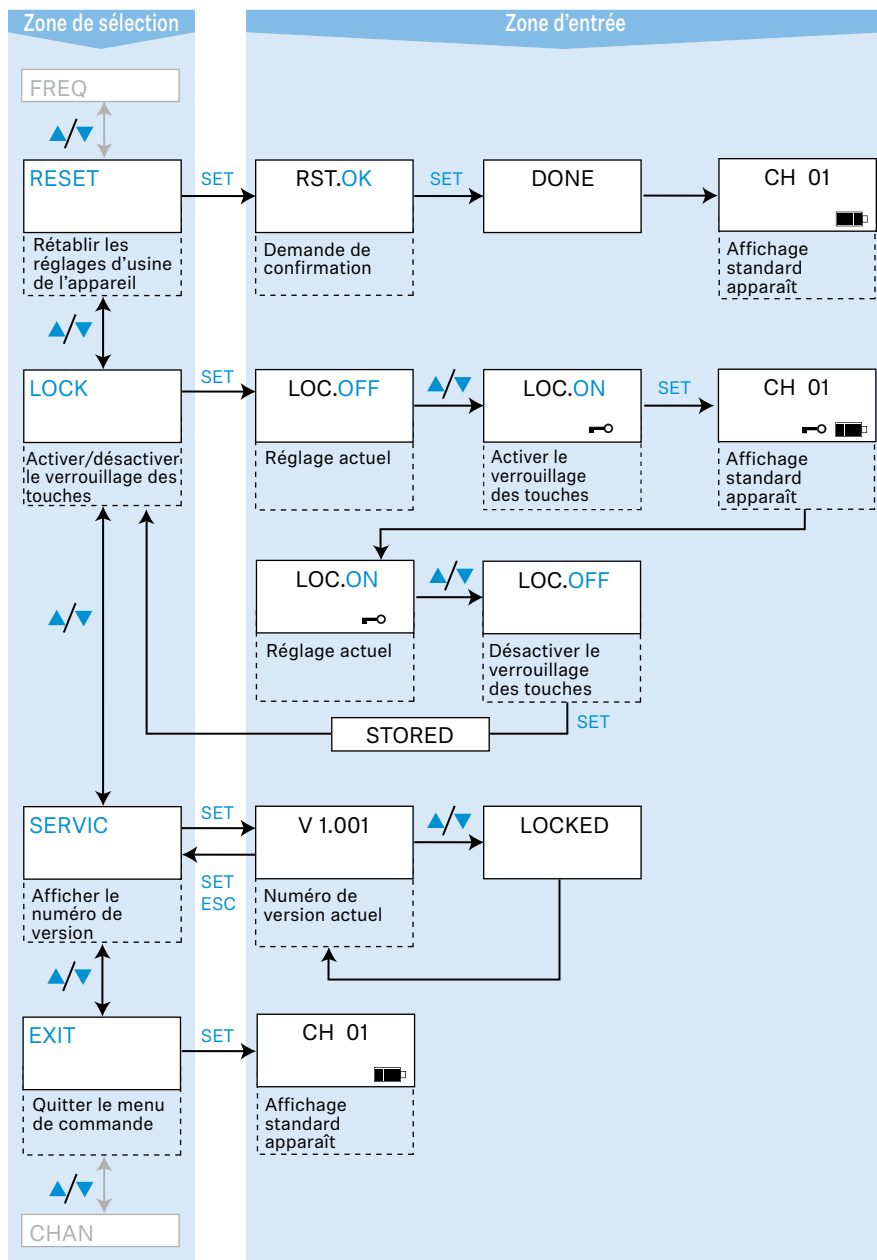 Zone de sélection
Zone d'entrée
FREQ
▲/▼
RESET
SET
RST.OK
SET
DONE
CH 01
Rétablir les
réglages d'usine
de l'appareil
Demande de
confirmation
Affichage
standard
apparaît
▲/▼
LOCK
SET
LOC.OFF
▲/▼
LOC.ON
SET
CH 01
Activer/désactiver
le verrouillage des
touches
Réglage actuel
Activer le
verrouillage
des touches
Affichage
standard
apparaît
▲/▼
LOC.ON
▲/▼
LOC.OFF
Réglage actuel
Désactiver le
verrouillage
des touches
SET
STORED
SERVIC
SET
SET
ESC
V 1.001
▲/▼
LOCKED
Afficher le
numéro de
version
Numéro de
version actuel
▲/▼
EXIT
SET
CH 01
Quitter le menu
de commande
Affichage
standard
apparaît
▲/▼
CHAN